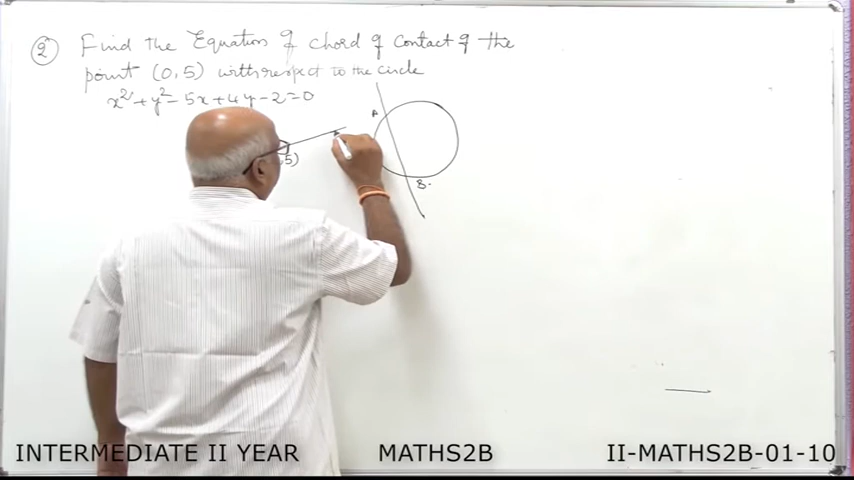 2 Find the Equation of chord of Contact of the
point (0,5) with respect to the circle
x² + y² - 5x + 4y - 2 = 0
A
5)
B
INTERMEDIATE II YEAR MATHS2B II-MATHS2B-01-10